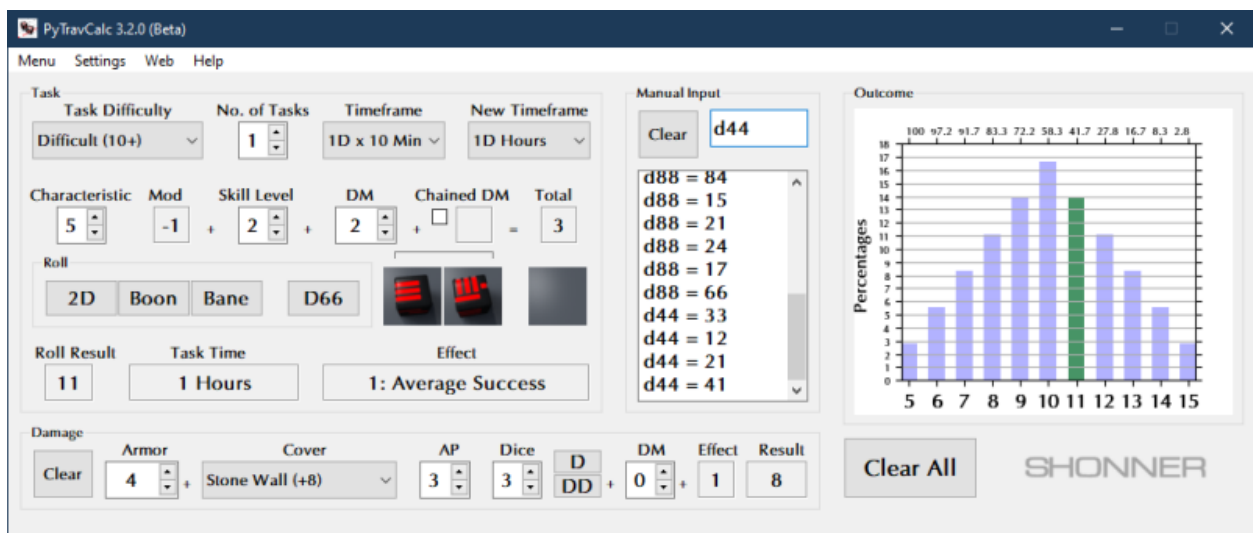 PyTravCalc 3.2.0 (Beta)
Menu Settings Web Help
Task
Task Difficulty No. of Tasks Timeframe New Timeframe
Difficult (10+) 1 1D x 10 Min 1D Hours
Characteristic Mod Skill Level DM Chained DM Total
5 -1 + 2 + 2 + = 3
Roll
2D Boon Bane D66
Roll Result Task Time Effect
11 1 Hours 1: Average Success
Manual Input
Clear d44
d88 = 84
d88 = 15
d88 = 21
d88 = 24
d88 = 17
d88 = 66
d44 = 33
d44 = 12
d44 = 21
d44 = 41
Outcome
100 97.2 91.7 83.3 72.2 58.3 41.7 27.8 16.7 8.3 2.8
Percentages
18
17
16
15
14
13
12
11
10
9
8
7
6
5
4
3
2
1
0
5 6 7 8 9 10 11 12 13 14 15
Damage
Armor Cover AP Dice DM Effect Result
Clear 4 + Stone Wall (+8) 3 3 D DD + 0 + 1 8
Clear All SHONNER